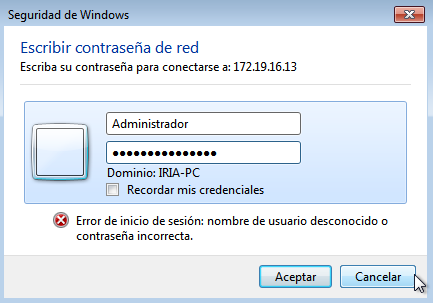 Seguridad de Windows
Escribir contraseña de red
Escriba su contraseña para conectarse a: 172.19.16.13
Administrador
●●●●●●●●●●●●●●●
Dominio: IRIA-PC
Recordar mis credenciales
Error de inicio de sesión: nombre de usuario desconocido o
contraseña incorrecta.
Aceptar
Cancelar